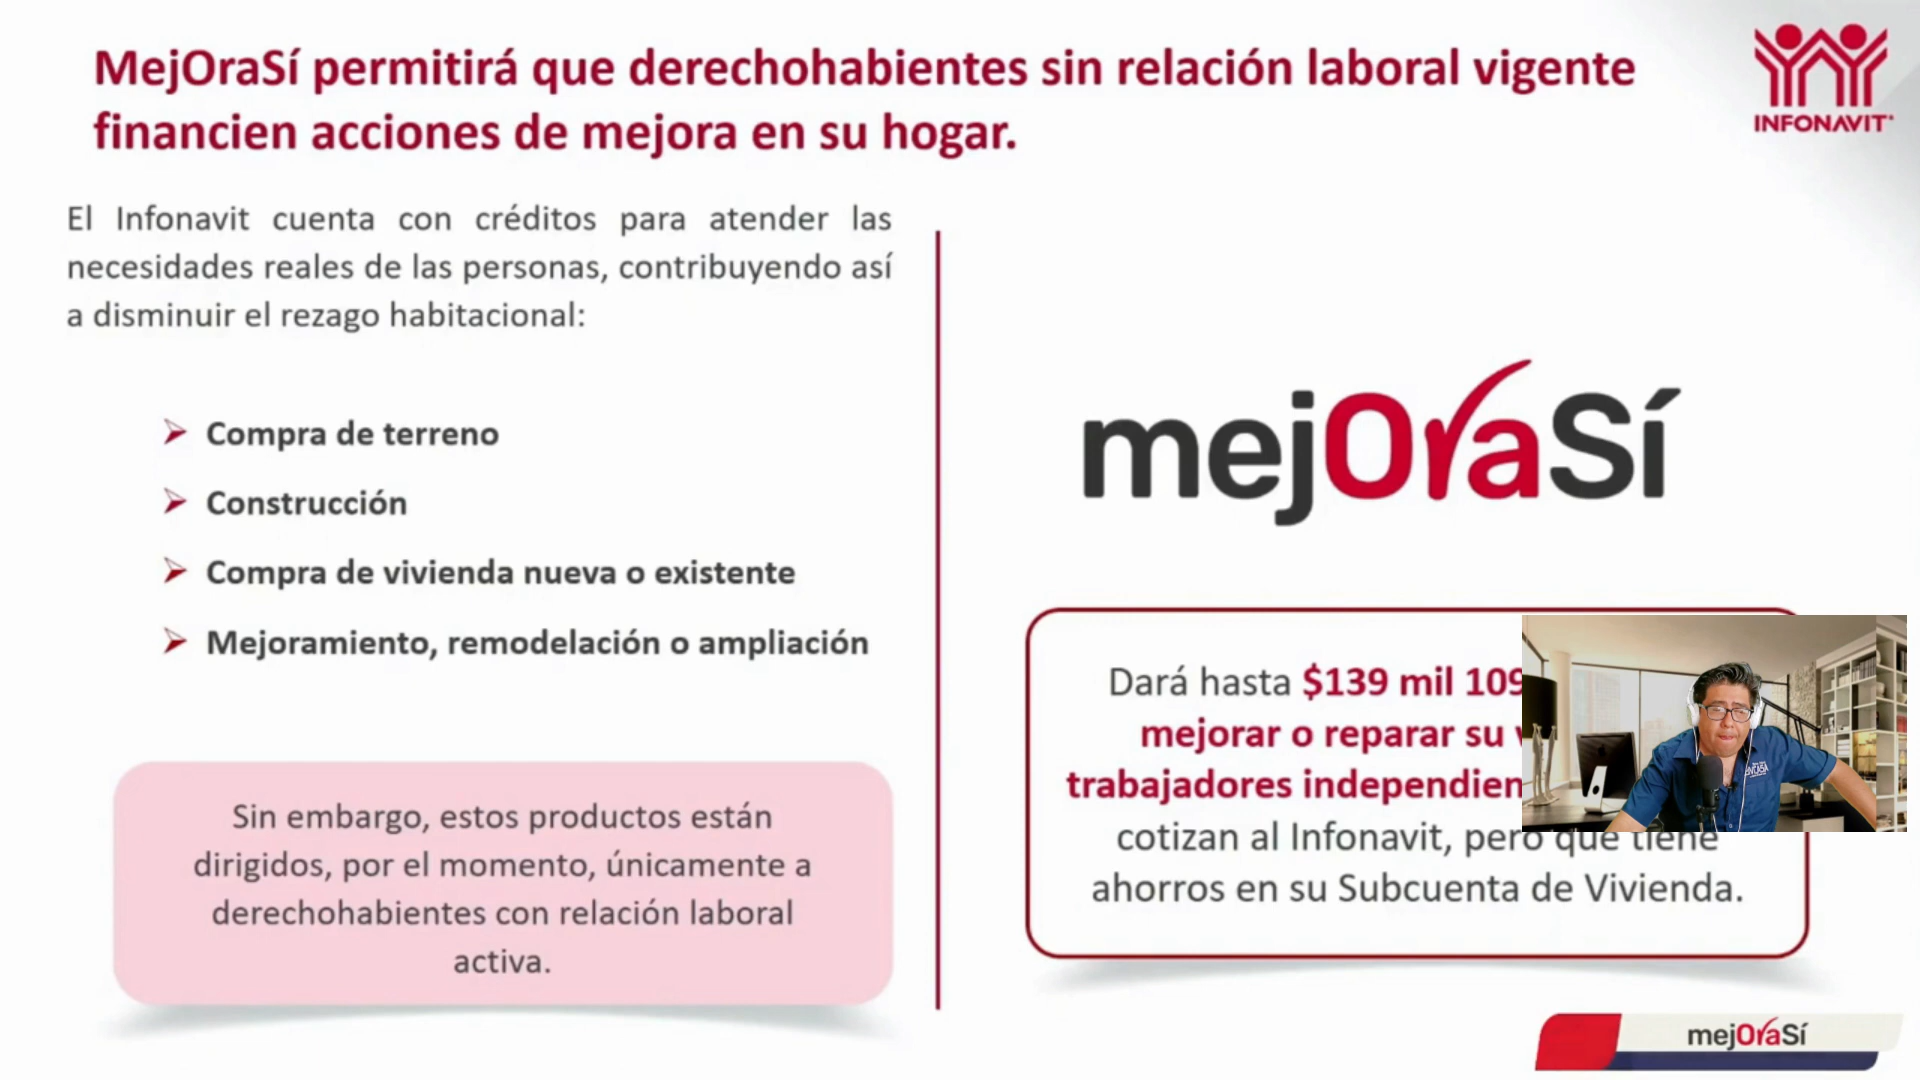 MejOraSí permitirá que derechohabientes sin relación laboral vigente
financien acciones de mejora en su hogar.
INFONAVIT
El Infonavit cuenta con créditos para atender las
necesidades reales de las personas, contribuyendo así
a disminuir el rezago habitacional:
Compra de terreno
Construcción
Compra de vivienda nueva o existente
Mejoramiento, remodelación o ampliación
Sin embargo, estos productos están
dirigidos, por el momento, únicamente a
derechohabientes con relación laboral
activa.
mejOraSí
Dará hasta $139 mil 109
mejorar o reparar su
trabajadores independien
cotizan al Infonavit, pero que tiene
ahorros en su Subcuenta de Vivienda.
mejOraSí